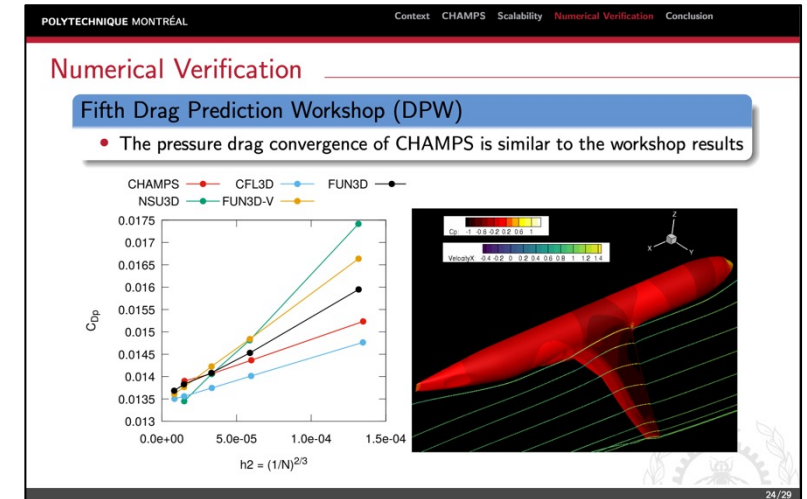 POLYTECHNIQUE MONTRÉAL
Context CHAMPS Scalability Numerical Verification Conclusion
Numerical Verification
Fifth Drag Prediction Workshop (DPW)
• The pressure drag convergence of CHAMPS is similar to the workshop results
CHAMPS CFL3D FUN3D
NSU3D FUN3D-V
0.0175
0.017
0.0165
0.016
0.0155
0.015
0.0145
0.014
0.0135
0.013
CDp
0.0e+00 5.0e-05 1.0e-04 1.5e-04
h2 = (1/N)^2/3
Cp: -1 -0.6 -0.2 0.2 0.6 1
VelocityX -0.4 -0.2 0 0.2 0.4 0.6 0.8 1 1.2 1.4
Z
X
Y
24/29